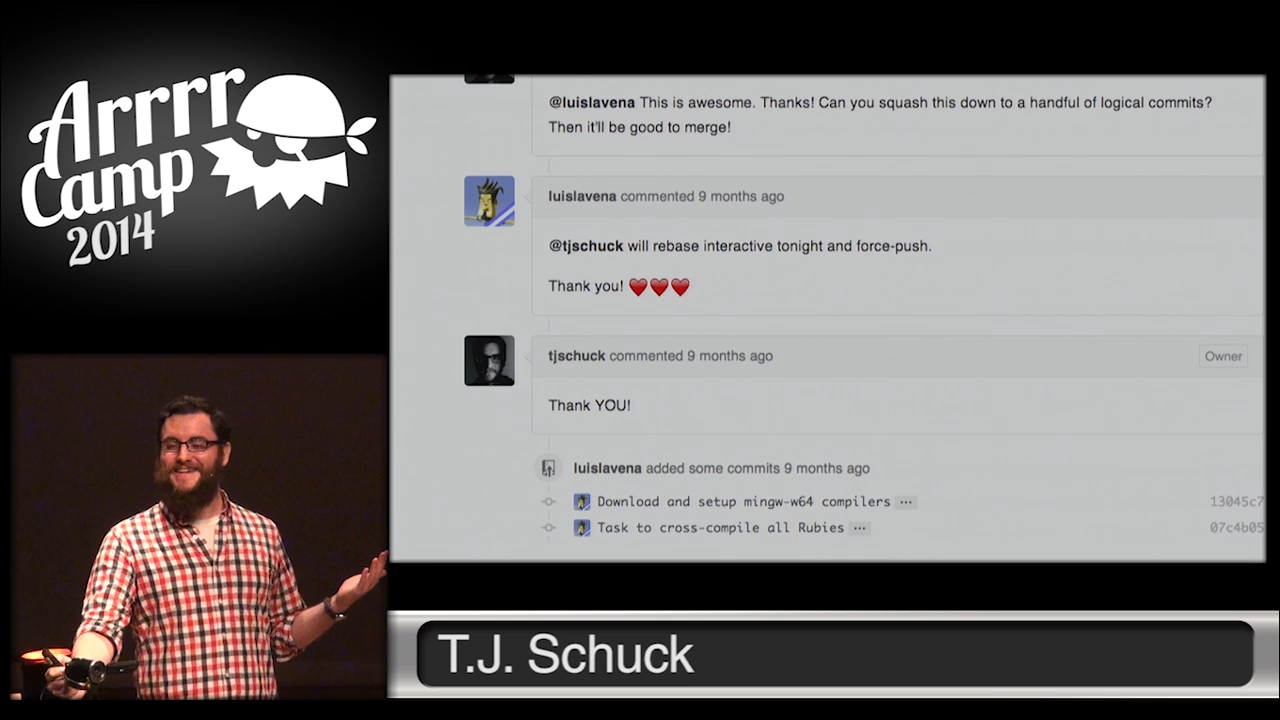 Arrrr
Camp
2014
@luislavena This is awesome. Thanks! Can you squash this down to a handful of logical commits?
Then it'll be good to merge!
luislavena commented 9 months ago
@tjschuck will rebase interactive tonight and force-push.
Thank you! ❤️❤️❤️
tjschuck commented 9 months ago
Owner
Thank YOU!
luislavena added some commits 9 months ago
Download and setup mingw-w64 compilers ...
13045c7
Task to cross-compile all Rubies ...
07c4b05
T.J. Schuck